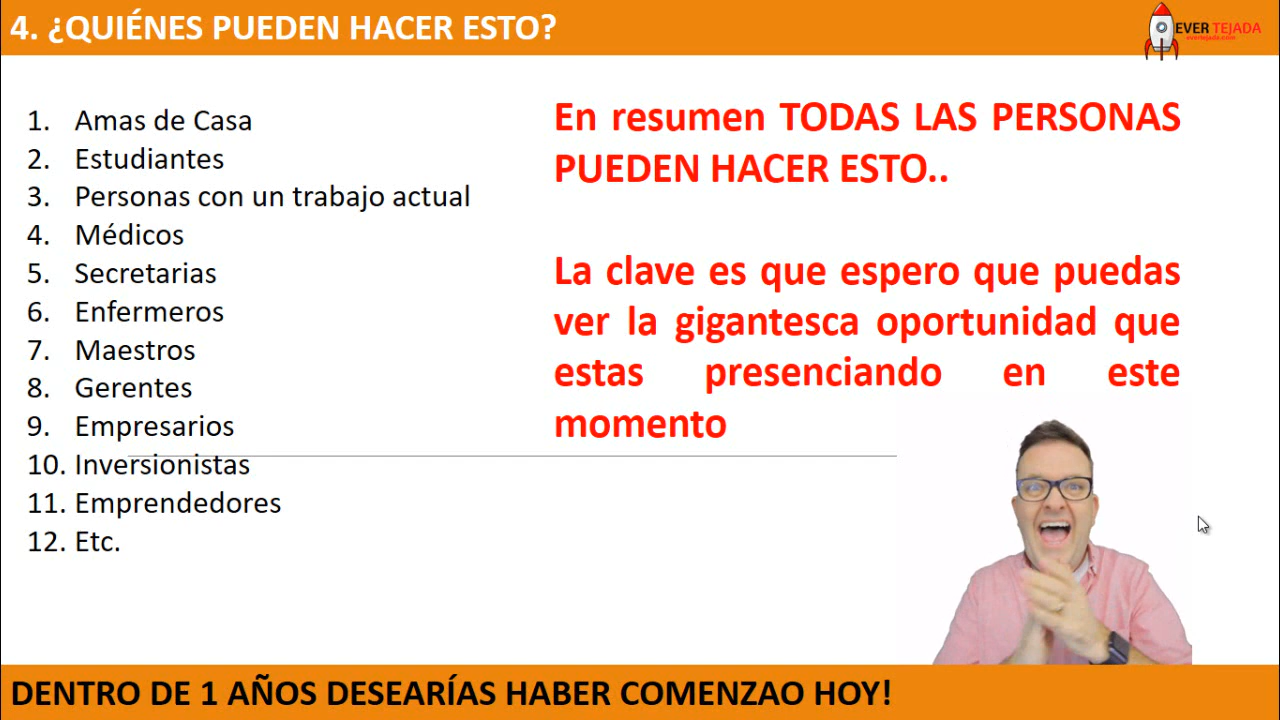 4. ¿QUIÉNES PUEDEN HACER ESTO?
EVER TEJADA
evertejada.com
1. Amas de Casa
2. Estudiantes
3. Personas con un trabajo actual
4. Médicos
5. Secretarias
6. Enfermeros
7. Maestros
8. Gerentes
9. Empresarios
10. Inversionistas
11. Emprendedores
12. Etc.
En resumen TODAS LAS PERSONAS
PUEDEN HACER ESTO..
La clave es que espero que puedas
ver la gigantesca oportunidad que
estas presenciando en este
momento
DENTRO DE 1 AÑOS DESEARÍAS HABER COMENZAO HOY!